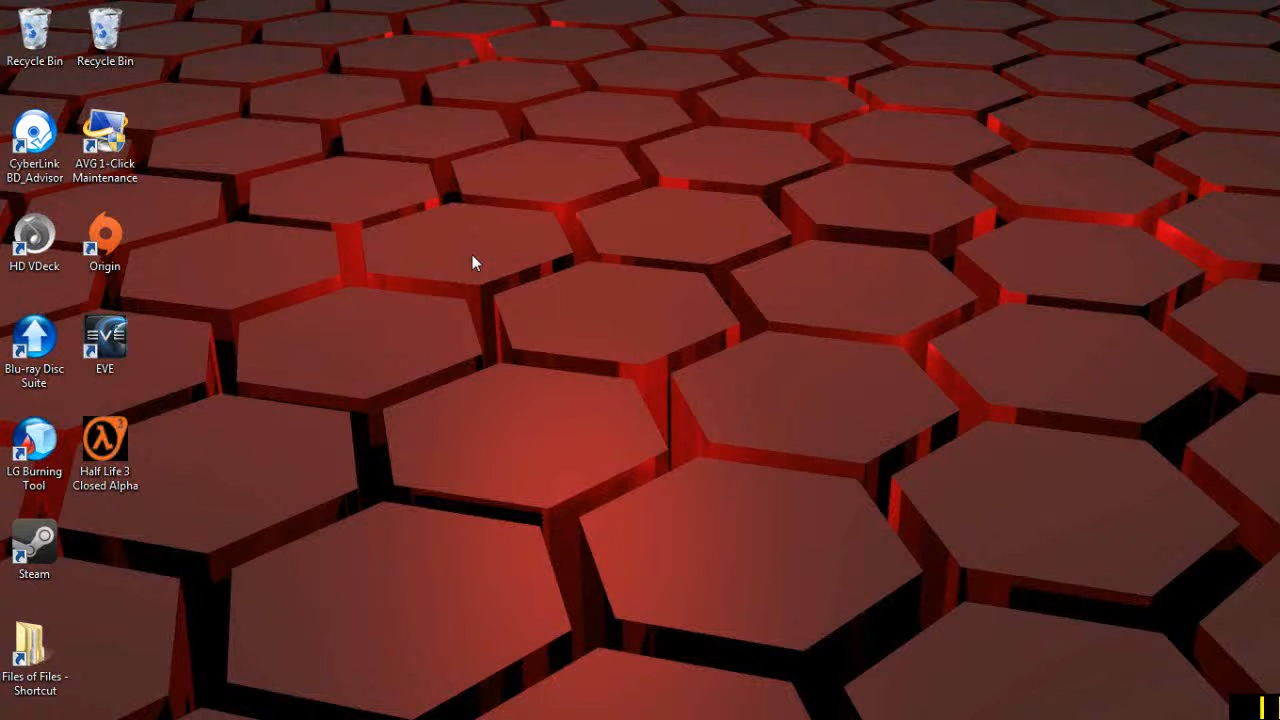 Recycle Bin
Recycle Bin
CyberLink
BD_Advisor
AVG 1-Click
Maintenance
HD VDeck
Origin
Blu-ray Disc
Suite
EVE
EVE
LG Burning
Tool
3
Half Life 3
Closed Alpha
Steam
Files of Files -
Shortcut